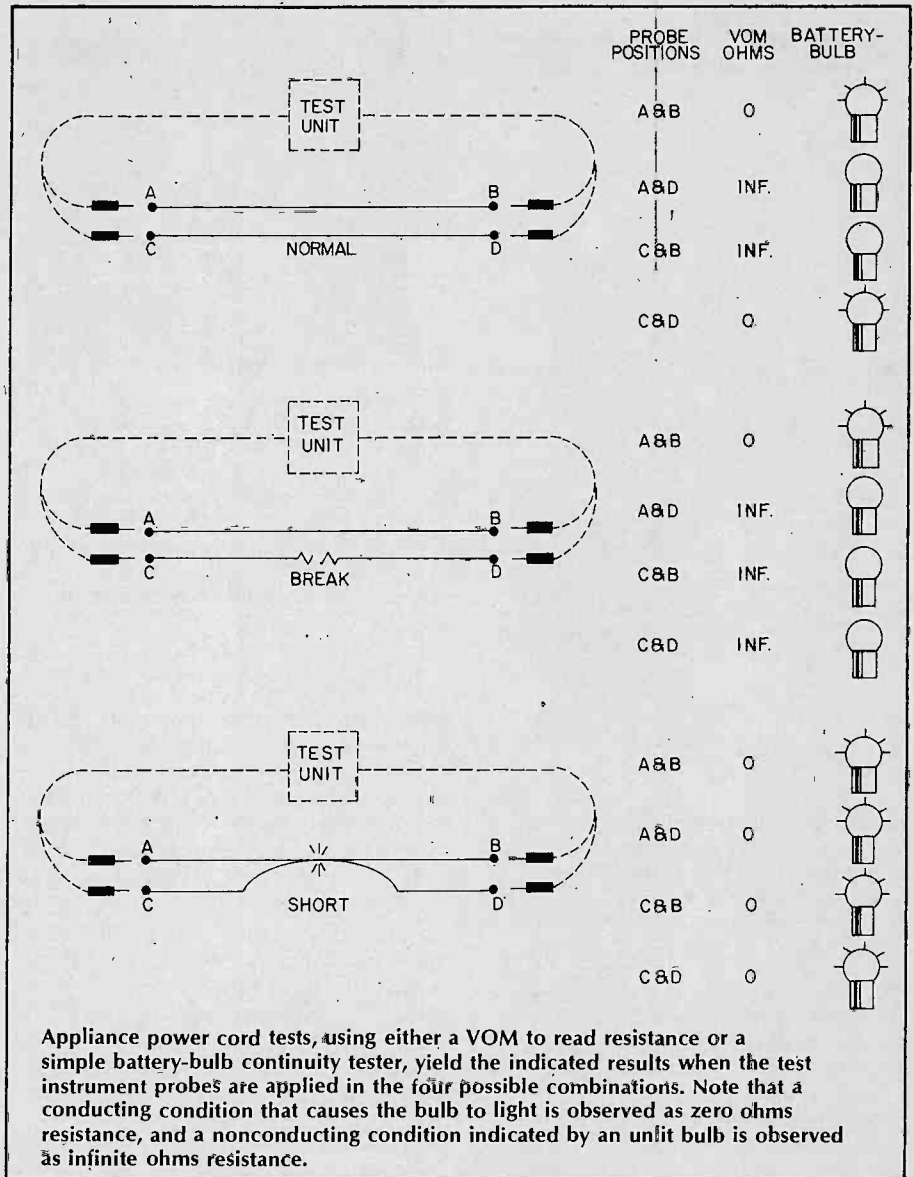 PROBE POSITIONS VOM OHMS BATTERY-BULB
TEST UNIT
A B
C NORMAL D
A&B 0
A&D INF.
C&B INF.
C&D 0
TEST UNIT
A B
C BREAK D
A&B 0
A&D INF.
C&B INF.
C&D INF.
TEST UNIT
A B
C SHORT D
A&B 0
A&D 0
C&B 0
C&D 0
Appliance power cord tests, using either a VOM to read resistance or a
simple battery-bulb continuity tester, yield the indicated results when the test
instrument probes are applied in the four possible combinations. Note that a
conducting condition that causes the bulb to light is observed as zero ohms
resistance, and a nonconducting condition indicated by an unlit bulb is observed
as infinite ohms resistance.